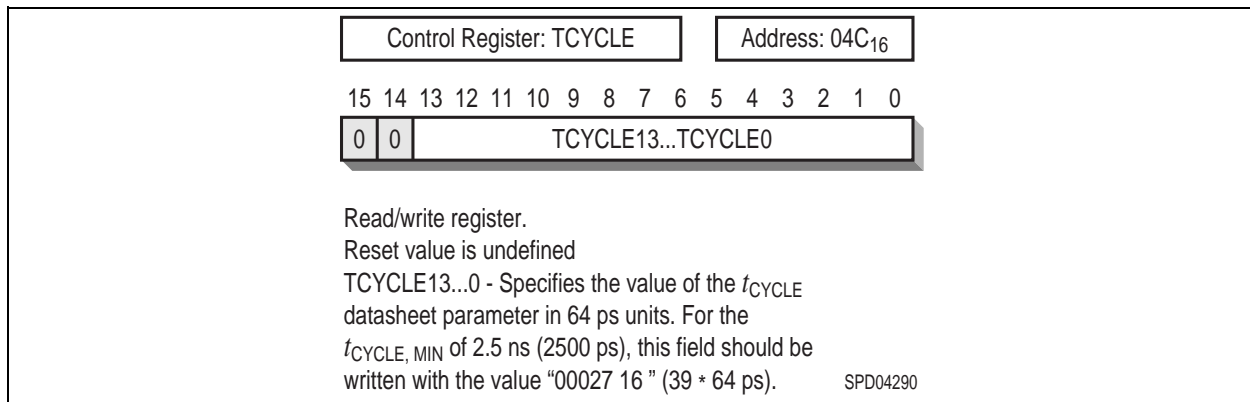 Control Register: TCYCLE Address: 04C16
15 14 13 12 11 10 9 8 7 6 5 4 3 2 1 0
0 0 TCYCLE13...TCYCLE0
Read/write register.
Reset value is undefined
TCYCLE13...0 - Specifies the value of the tCYCLE
datasheet parameter in 64 ps units. For the
tCYCLE, MIN of 2.5 ns (2500 ps), this field should be
written with the value “00027 16 ” (39 * 64 ps). SPD04290